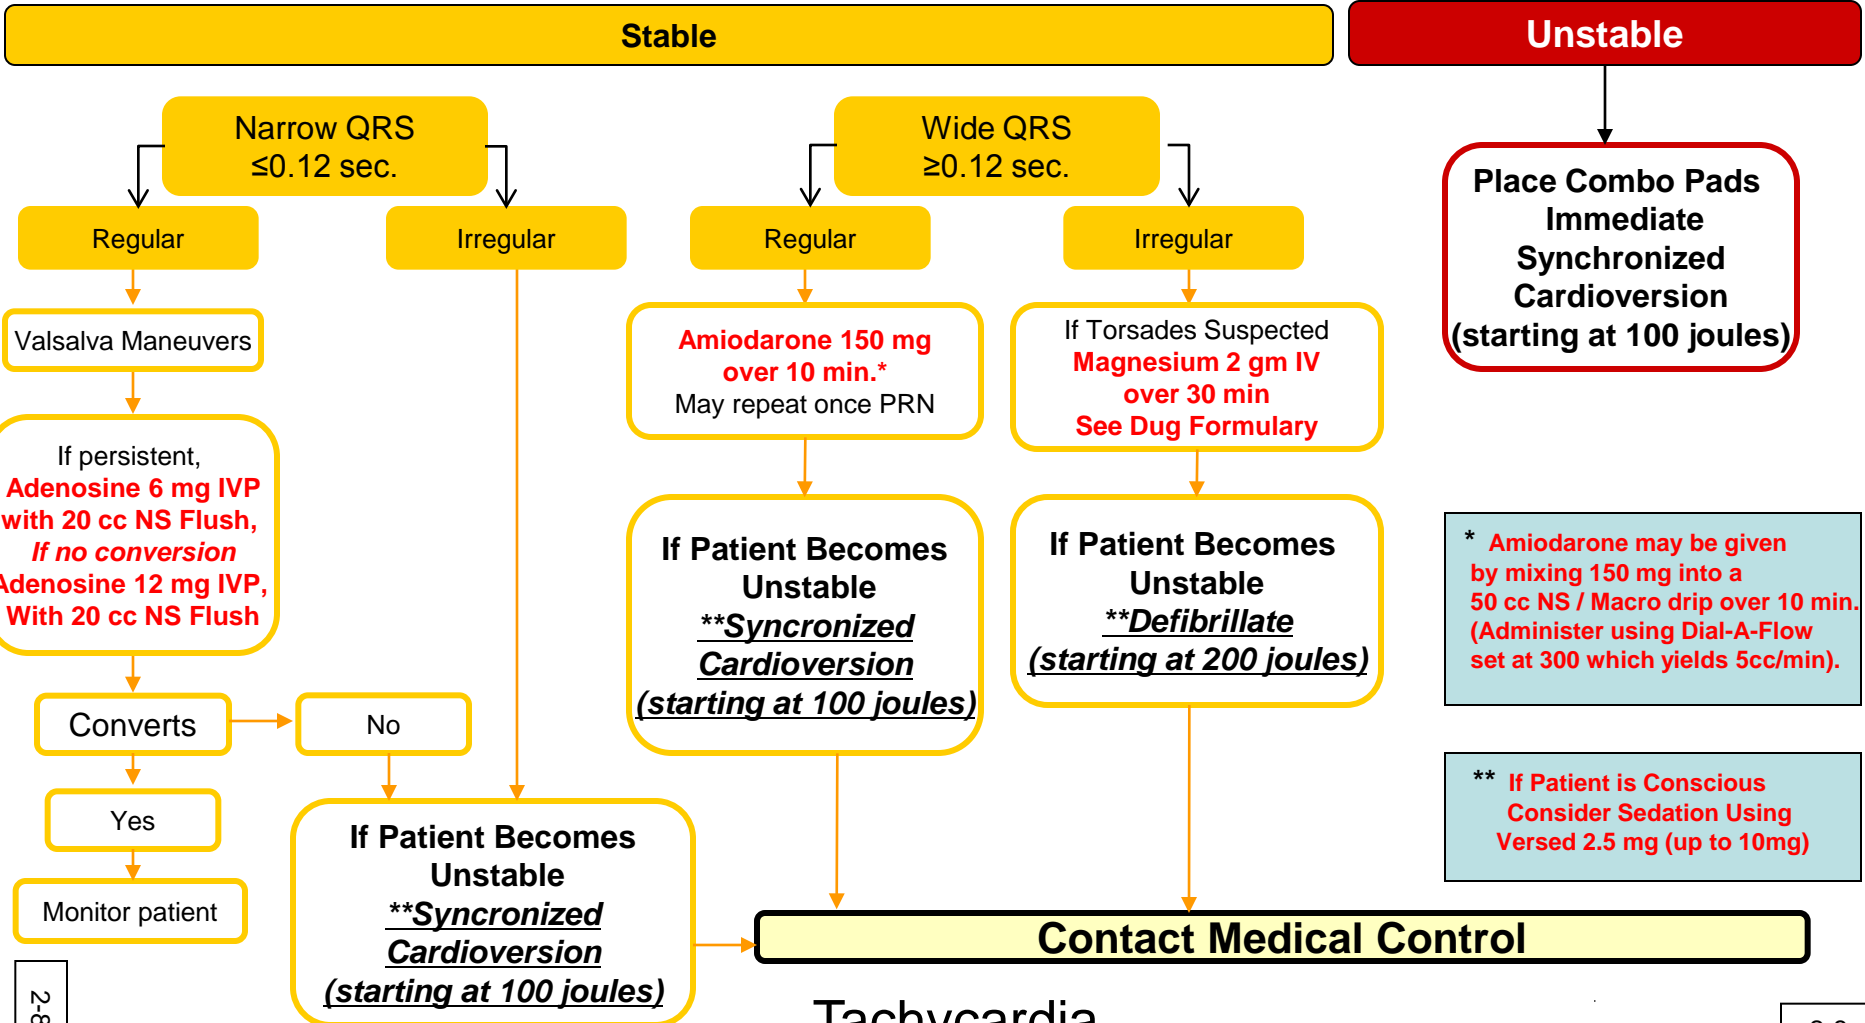 Stable
Unstable
Narrow QRS
≤0.12 sec.
Wide QRS
≥0.12 sec.
Regular
Irregular
Regular
Irregular
Place Combo Pads
Immediate
Synchronized
Cardioversion
(starting at 100 joules)
Valsalva Maneuvers
If persistent,
Adenosine 6 mg IVP
with 20 cc NS Flush,
If no conversion
Adenosine 12 mg IVP,
With 20 cc NS Flush
Converts
No
Yes
Monitor patient
If Patient Becomes
Unstable
**Syncronized
Cardioversion
(starting at 100 joules)
Amiodarone 150 mg
over 10 min.*
May repeat once PRN
If Patient Becomes
Unstable
**Syncronized
Cardioversion
(starting at 100 joules)
If Torsades Suspected
Magnesium 2 gm IV
over 30 min
See Dug Formulary
If Patient Becomes
Unstable
**Defibrillate
(starting at 200 joules)
* Amiodarone may be given
by mixing 150 mg into a
50 cc NS / Macro drip over 10 min.
(Administer using Dial-A-Flow
set at 300 which yields 5cc/min).
** If Patient is Conscious
Consider Sedation Using
Versed 2.5 mg (up to 10mg)
Contact Medical Control
2-8
Tachycardia